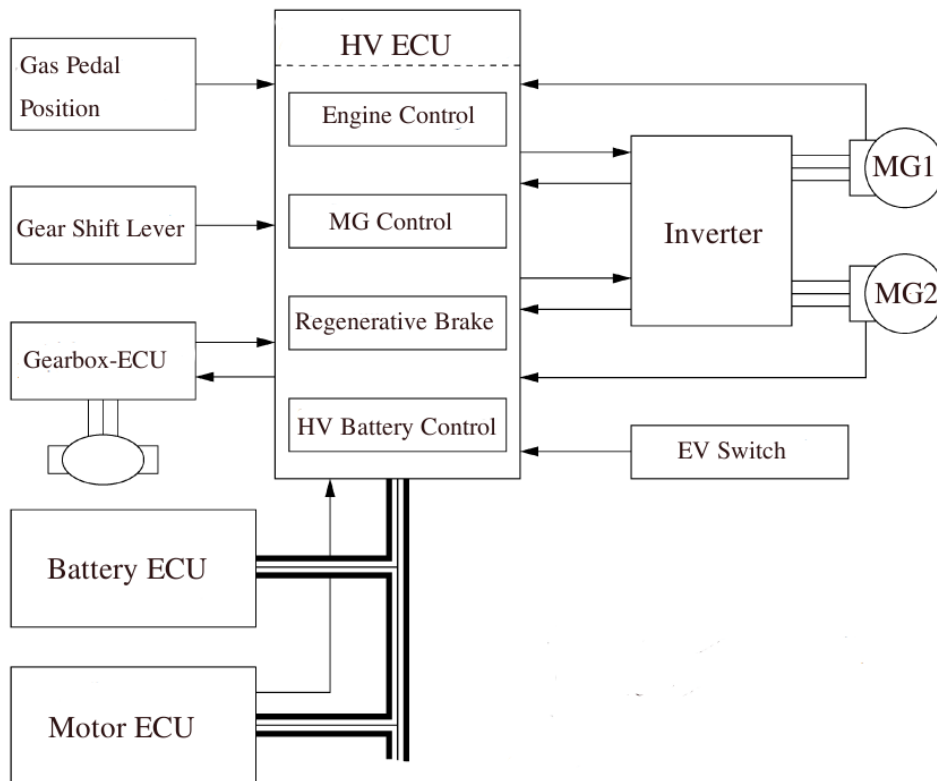 HV ECU
Gas Pedal
Position
Engine Control
MG1
Gear Shift Lever
MG Control
Inverter
MG2
Regenerative Brake
Gearbox-ECU
HV Battery Control
EV Switch
Battery ECU
Motor ECU